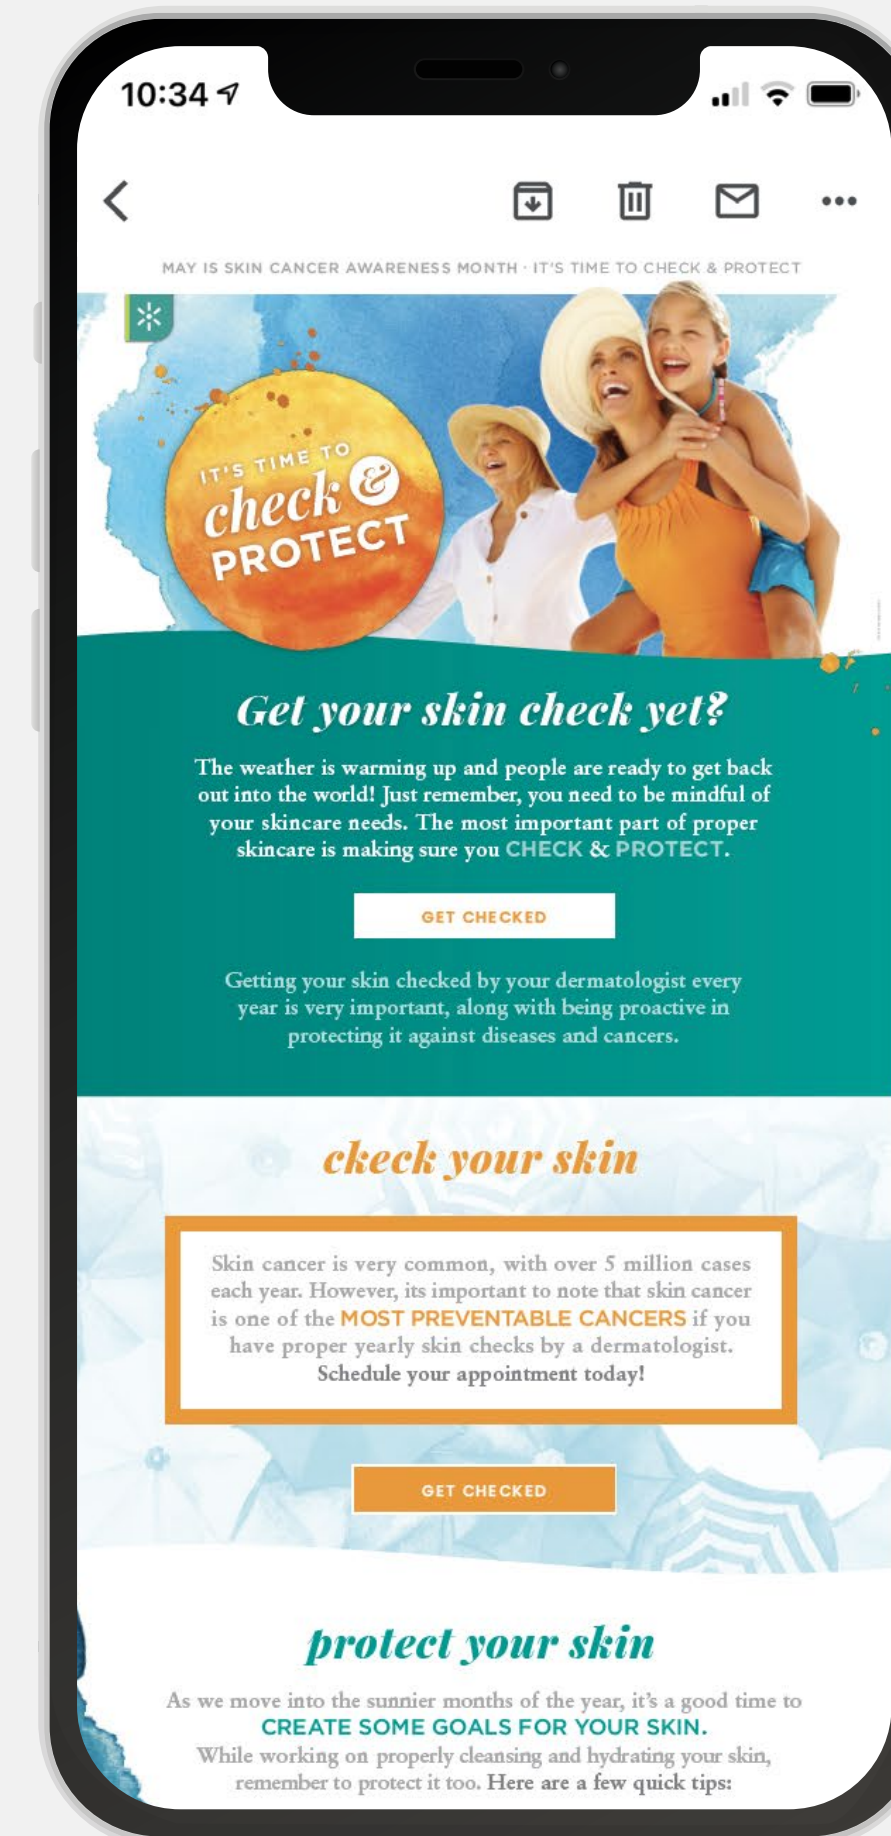 10:34
MAY IS SKIN CANCER AWARENESS MONTH · IT'S TIME TO CHECK & PROTECT
IT'S TIME TO
check &
PROTECT
Get your skin check yet?
The weather is warming up and people are ready to get back
out into the world! Just remember, you need to be mindful of
your skincare needs. The most important part of proper
skincare is making sure you CHECK & PROTECT.
GET CHECKED
Getting your skin checked by your dermatologist every
year is very important, along with being proactive in
protecting it against diseases and cancers.
ckeck your skin
Skin cancer is very common, with over 5 million cases
each year. However, its important to note that skin cancer
is one of the MOST PREVENTABLE CANCERS if you
have proper yearly skin checks by a dermatologist.
Schedule your appointment today!
GET CHECKED
protect your skin
As we move into the sunnier months of the year, it's a good time to
CREATE SOME GOALS FOR YOUR SKIN.
While working on properly cleansing and hydrating your skin,
remember to protect it too. Here are a few quick tips: